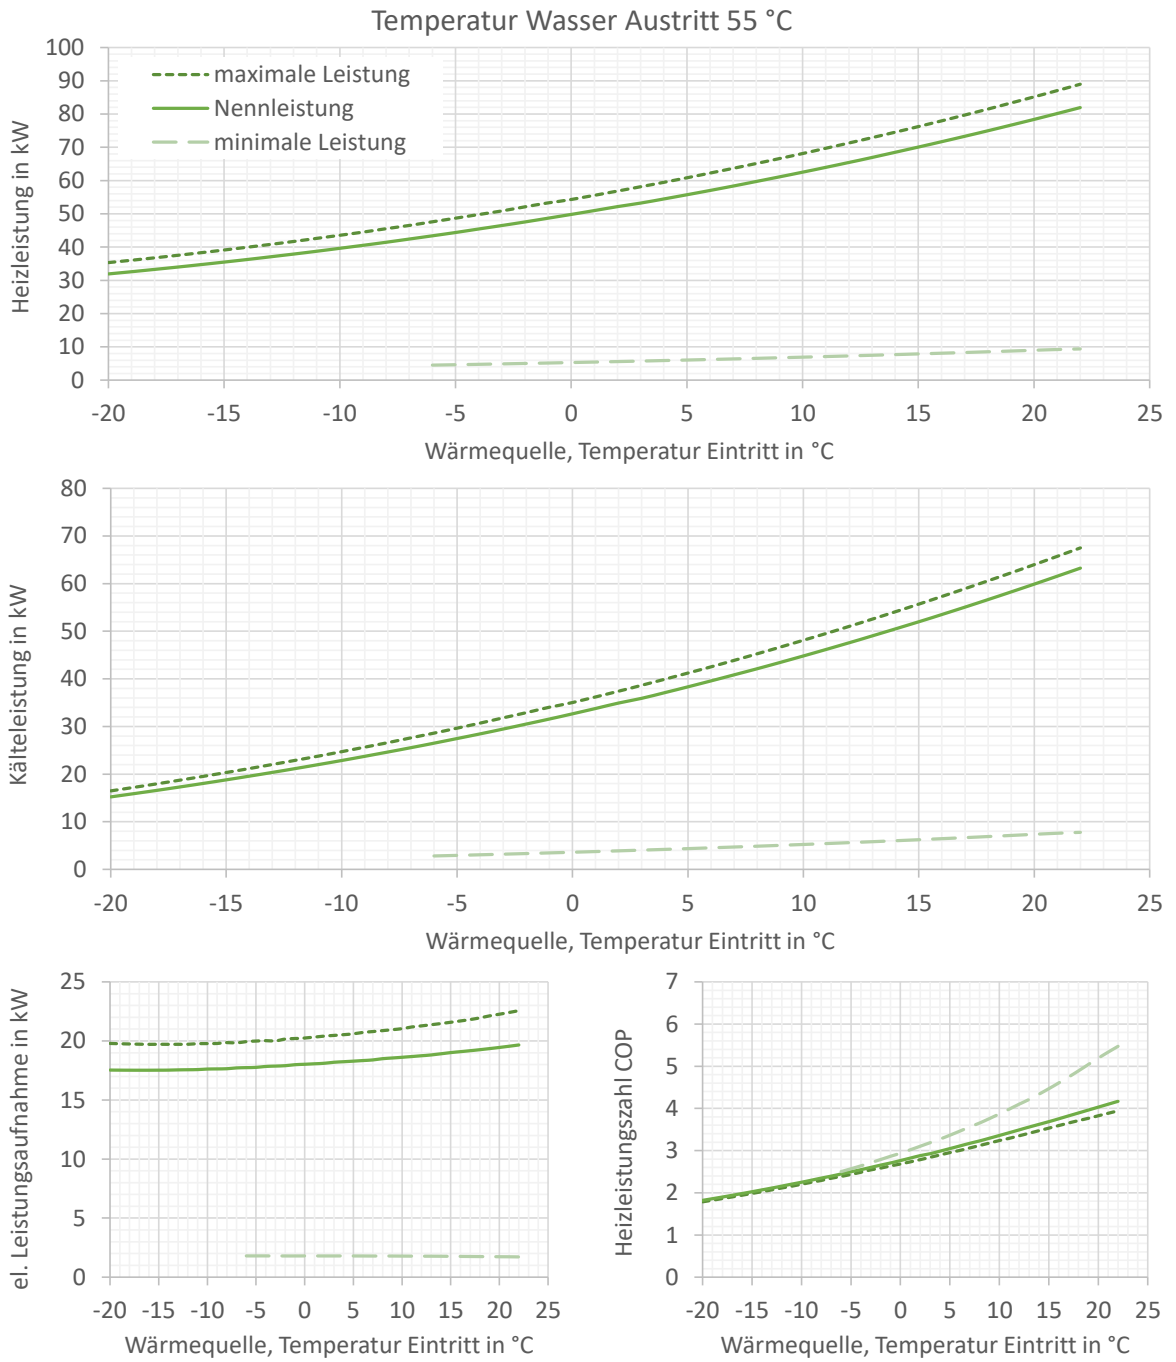 Temperatur Wasser Austritt 55 °C
Heizleistung in kW
100
90
80
70
60
50
40
30
20
10
0
maximale Leistung
Nennleistung
minimale Leistung
-20 -15 -10 -5 0 5 10 15 20 25
Wärmequelle, Temperatur Eintritt in °C
Kälteleistung in kW
80
70
60
50
40
30
20
10
0
-20 -15 -10 -5 0 5 10 15 20 25
Wärmequelle, Temperatur Eintritt in °C
el. Leistungsaufnahme in kW
25
20
15
10
5
0
-20 -15 -10 -5 0 5 10 15 20 25
Wärmequelle, Temperatur Eintritt in °C
Heizleistungszahl COP
7
6
5
4
3
2
1
0
-20 -15 -10 -5 0 5 10 15 20 25
Wärmequelle, Temperatur Eintritt in °C